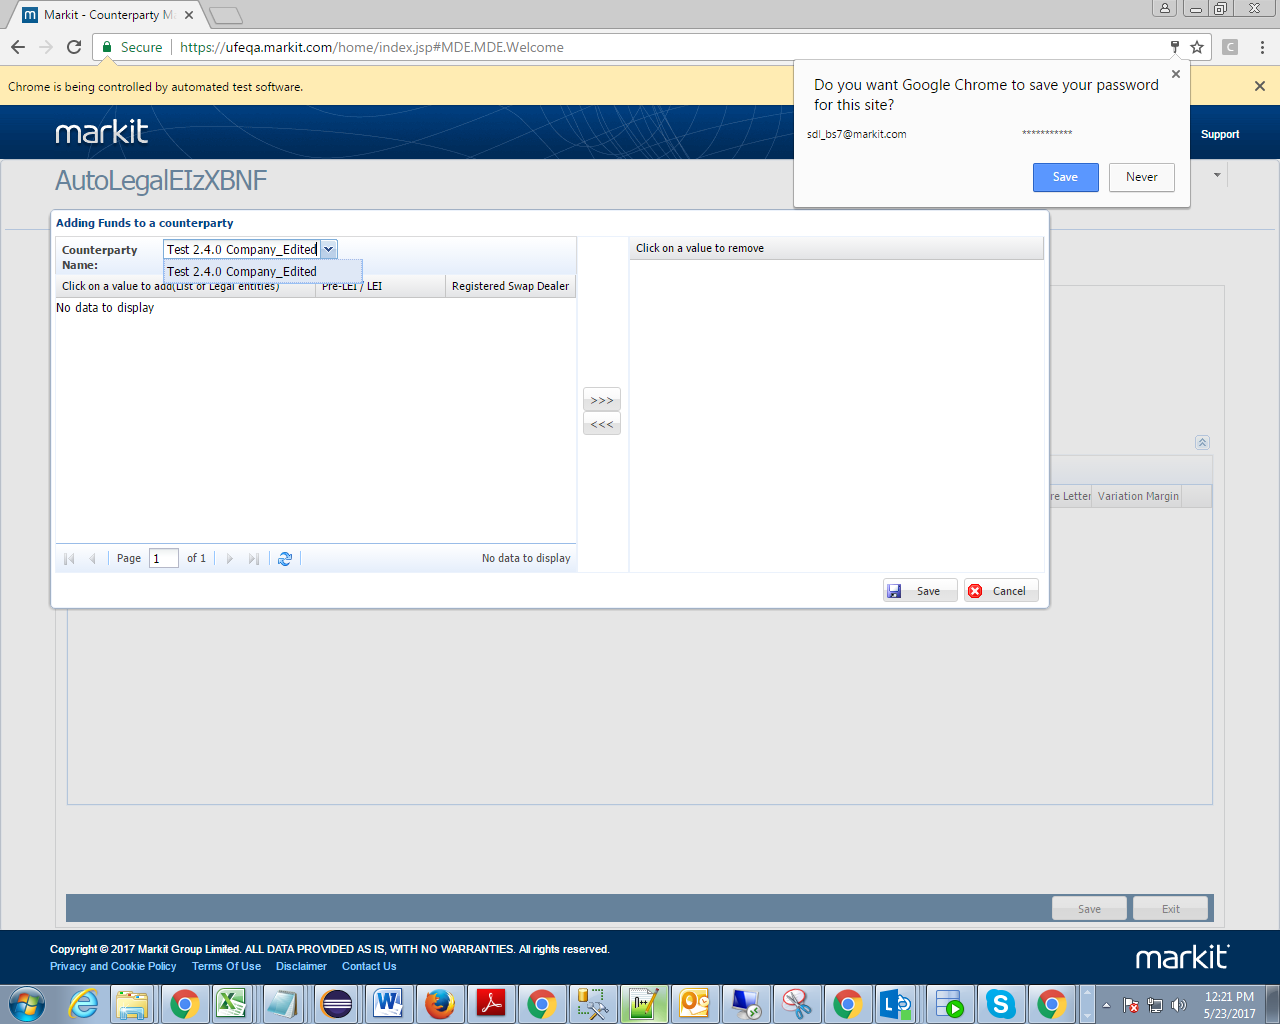 Markit - Counterparty Ma
Secure
https://ufeqa.markit.com/home/index.jsp#MDE.MDE.Welcome
C
Chrome is being controlled by automated test software.
Do you want Google Chrome to save your password
for this site?
sdl_bs7@markit.com
***********
Save
Never
markit
Support
AutoLegalEIzXBNF
Adding Funds to a counterparty
Counterparty
Name:
Test 2.4.0 Company_Edited
Test 2.4.0 Company_Edited
Click on a value to add(List of Legal entities)
Pre-LEI / LEI
Registered Swap Dealer
No data to display
Click on a value to remove
>>>
<<<
re Letter
Variation Margin
Page 1 of 1
No data to display
Save
Cancel
Save
Exit
Copyright © 2017 Markit Group Limited. ALL DATA PROVIDED AS IS, WITH NO WARRANTIES. All rights reserved.
Privacy and Cookie Policy
Terms Of Use
Disclaimer
Contact Us
markit
12:21 PM
5/23/2017